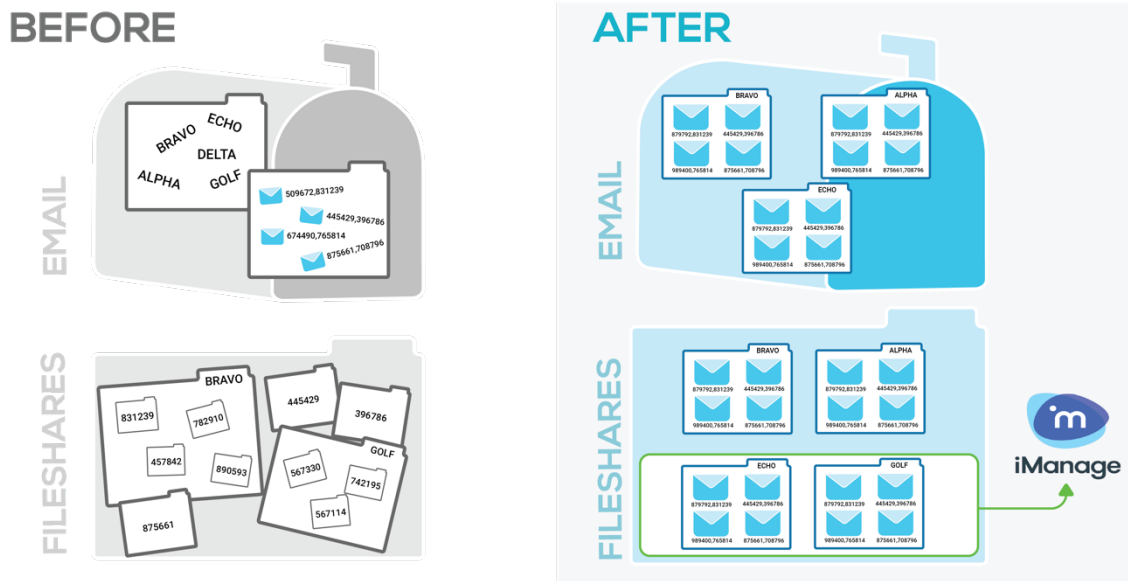 BEFORE
EMAIL
BRAVO
ECHO
DELTA
ALPHA
GOLF
509672,831239
445429,396786
674490,765814
875661,708796
FILESHARES
BRAVO
831239
782910
457842
890593
875661
445429
396786
GOLF
567330
742195
567114
AFTER
EMAIL
BRAVO
879792,831239 445429,396786
989400,765814 875661,708796
ALPHA
879792,831239 445429,396786
989400,765814 875661,708796
ECHO
879792,831239 445429,396786
989400,765814 875661,708796
FILESHARES
BRAVO
879792,831239 445429,396786
989400,765814 875661,708796
ALPHA
879792,831239 445429,396786
989400,765814 875661,708796
ECHO
879792,831239 445429,396786
989400,765814 875661,708796
GOLF
879792,831239 445429,396786
989400,765814 875661,708796
im
iManage